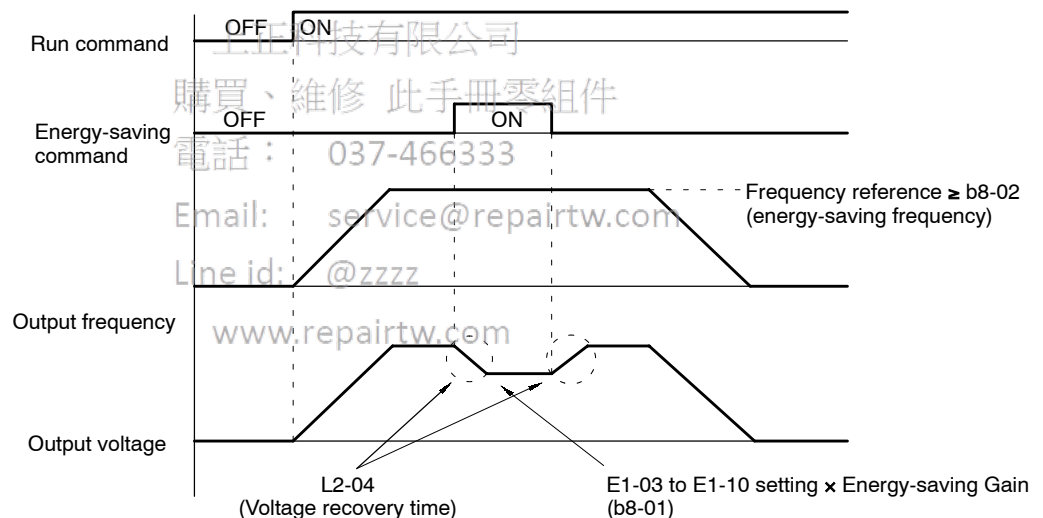 OFF ON
Run command
上正科技有限公司
購買、維修 此手冊零組件
OFF
ON
Energy-saving
command
電話： 037-466333
Frequency reference ≥ b8-02
(energy-saving frequency)
Email: service@repairtw.com
Line id: @zzzz
Output frequency
www.repairtw.com
Output voltage
L2-04
(Voltage recovery time)
E1-03 to E1-10 setting × Energy-saving Gain
(b8-01)